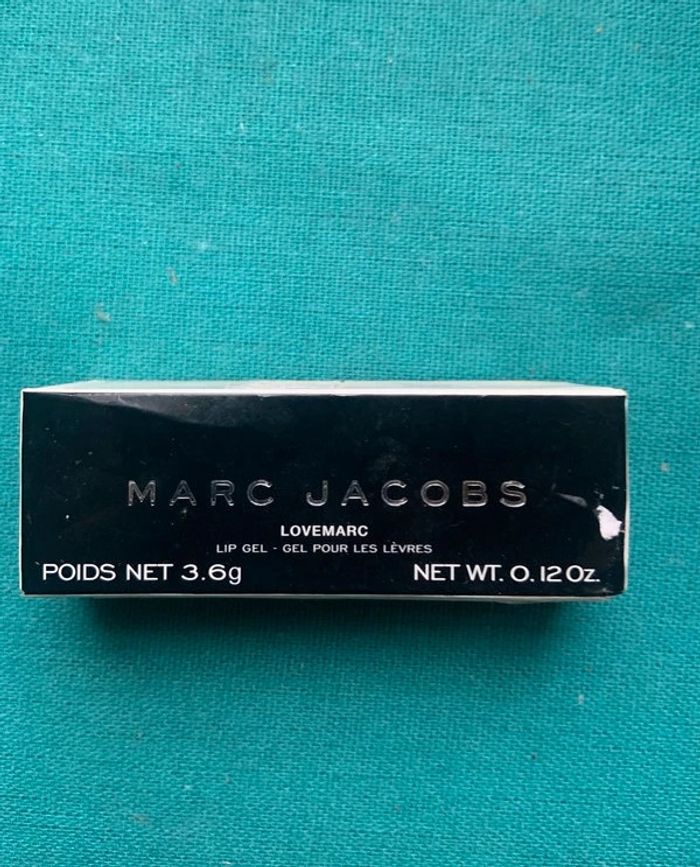 MARC JACOBS
LOVEMARC
LIP GEL - GEL POUR LES LÈVRES
POIDS NET 3.6g NET WT. 0.12 Oz.